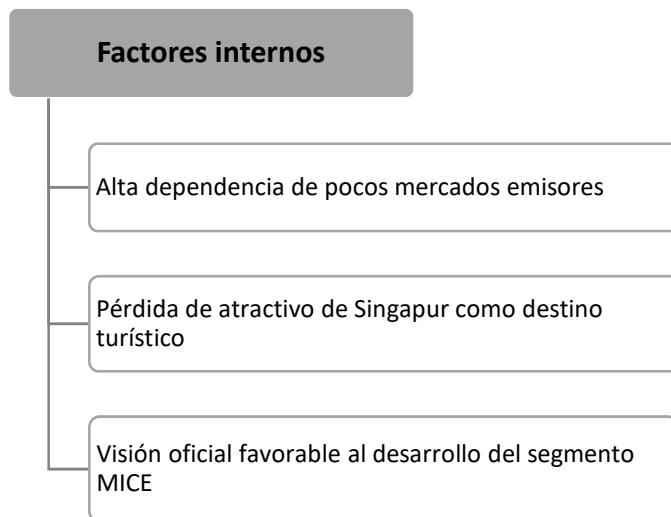 Factores internos
Alta dependencia de pocos mercados emisores
Pérdida de atractivo de Singapur como destino
turístico
Visión oficial favorable al desarrollo del segmento
MICE